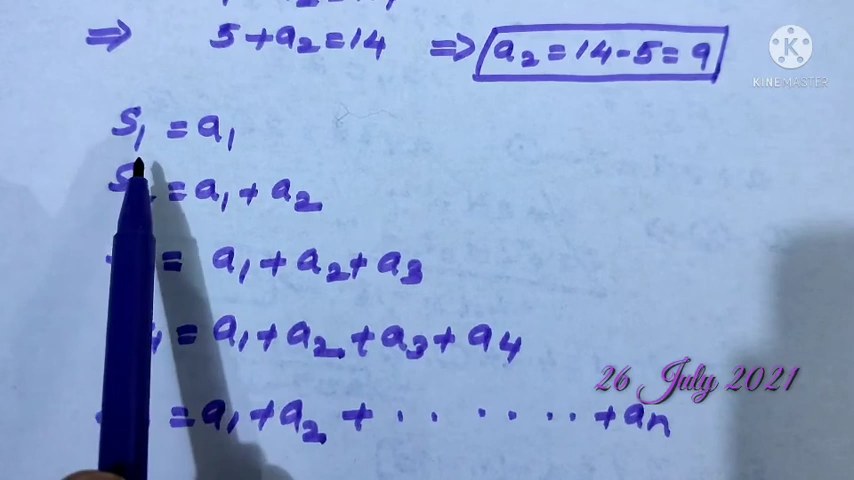 ⇒ 5+a₂=14 ⇒ a₂=14-5=9
KINEMASTER
S₁ = a₁
S = a₁+a₂
= a₁+a₂+a₃
= a₁+a₂+a₃+a₄
26 July 2021
= a₁+a₂+.......+an